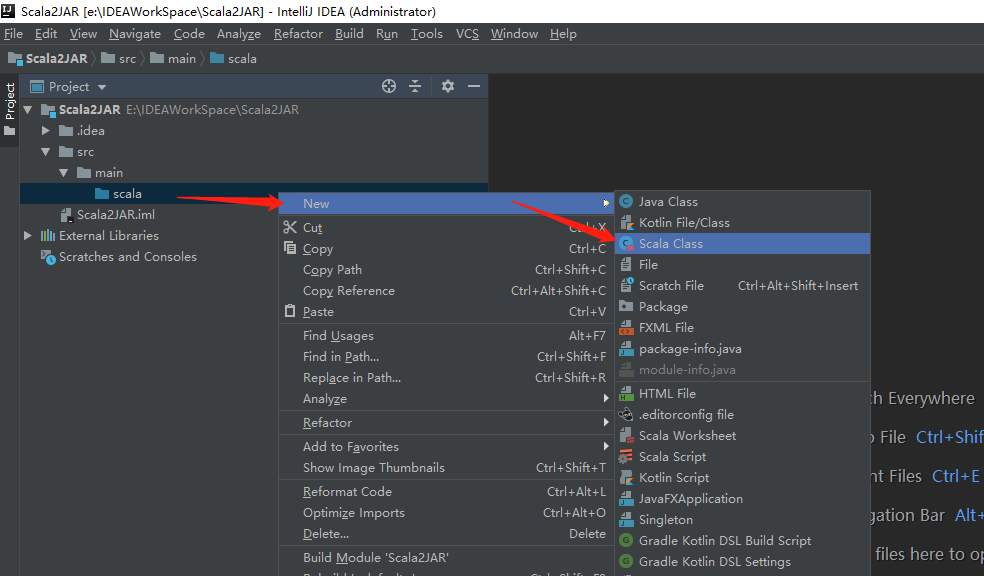 Scala2JAR [e:\IDEAWorkSpace\Scala2JAR] - IntelliJ IDEA (Administrator)
File Edit View Navigate Code Analyze Refactor Build Run Tools VCS Window Help
Scala2JAR src main scala
Project
Project
Scala2JAR E:\IDEAWorkSpace\Scala2JAR
.idea
src
main
scala
Scala2JAR.iml
External Libraries
Scratches and Consoles
New
Cut Ctrl+X
Copy Ctrl+C
Copy Path Ctrl+Shift+C
Copy Reference Ctrl+Alt+Shift+C
Paste Ctrl+V
Find Usages Alt+F7
Find in Path... Ctrl+Shift+F
Replace in Path... Ctrl+Shift+R
Analyze
Refactor
Add to Favorites
Show Image Thumbnails Ctrl+Shift+T
Reformat Code Ctrl+Alt+L
Optimize Imports Ctrl+Alt+O
Delete... Delete
Build Module 'Scala2JAR'
Java Class
Kotlin File/Class
Scala Class
File
Scratch File Ctrl+Alt+Shift+Insert
Package
FXML File
package-info.java
module-info.java
HTML File
.editorconfig file
Scala Worksheet
Scala Script
Kotlin Script
JavaFXApplication
Singleton
Gradle Kotlin DSL Build Script
Gradle Kotlin DSL Settings
ch Everywhere
o File Ctrl+Shif
nt Files Ctrl+E
gation Bar Alt+
files here to op